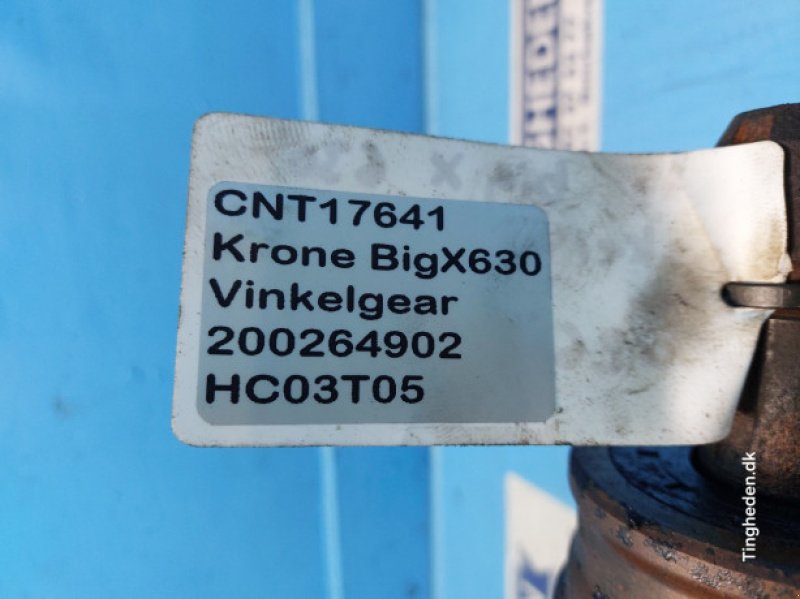 CNT17641
Krone BigX630
Vinkelgear
200264902
HC03T05
Tingheden.dk